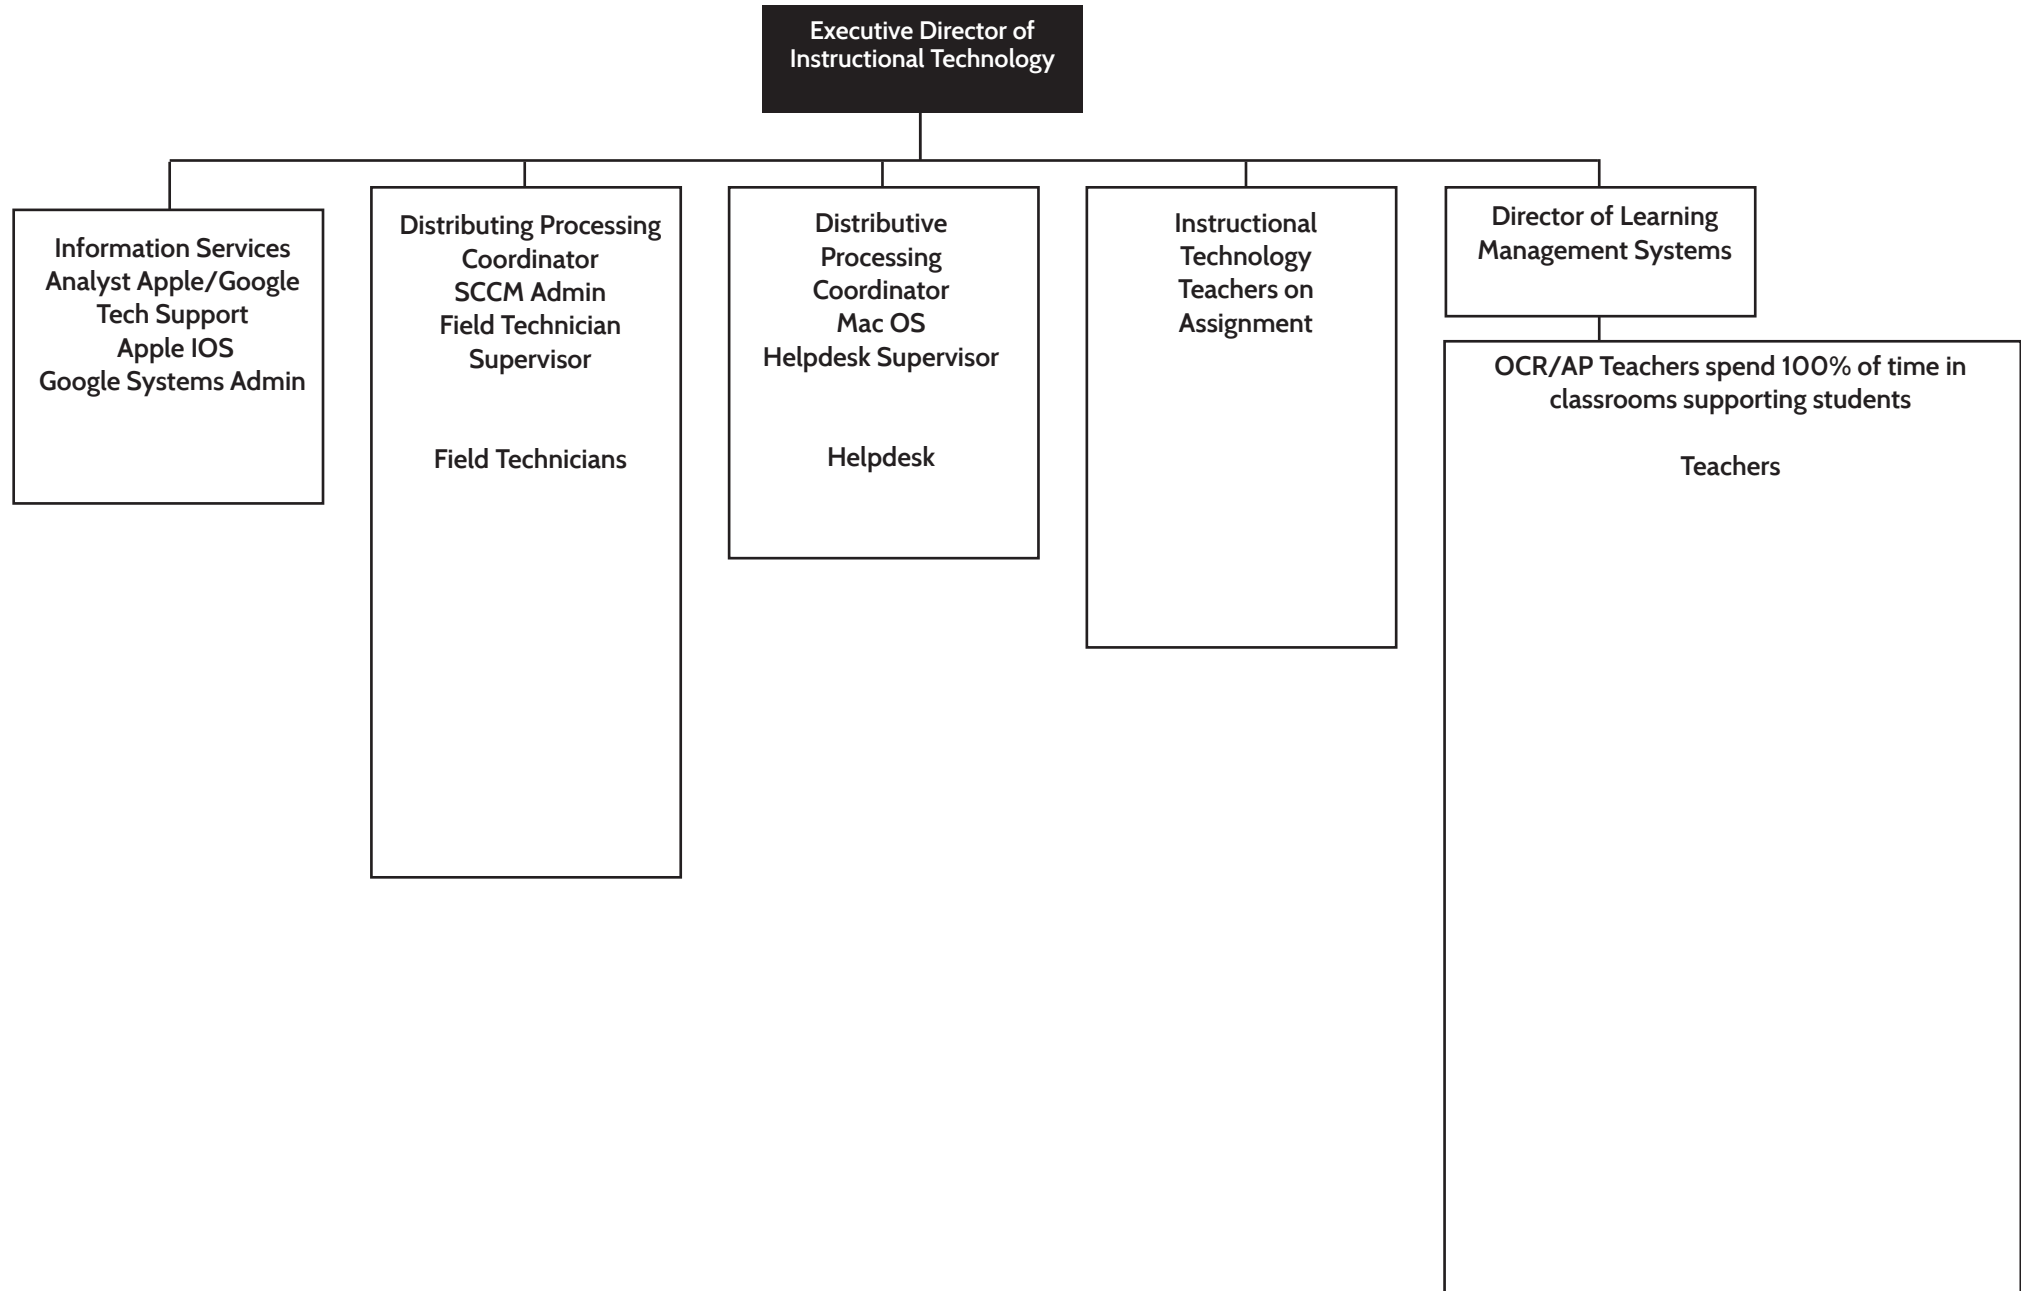 Executive Director of
Instructional Technology
Information Services
Analyst Apple/Google
Tech Support
Apple IOS
Google Systems Admin
Distributing Processing
Coordinator
SCCM Admin
Field Technician
Supervisor
Field Technicians
Distributive
Processing
Coordinator
Mac OS
Helpdesk Supervisor
Helpdesk
Instructional
Technology
Teachers on
Assignment
Director of Learning
Management Systems
OCR/AP Teachers spend 100% of time in
classrooms supporting students
Teachers